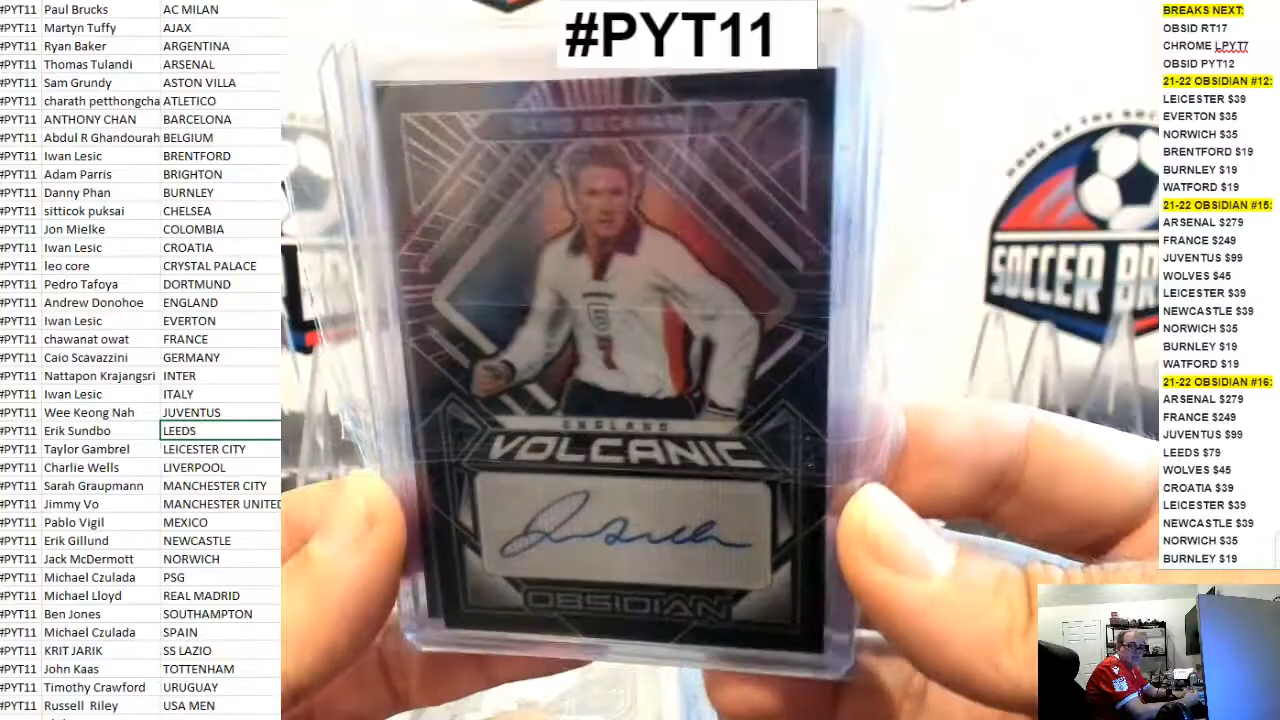 #PYT11 Paul Brucks AC MILAN
#PYT11 Martyn Tuffy AJAX
#PYT11 Ryan Baker ARGENTINA
#PYT11 Thomas Tulandi ARSENAL
#PYT11 Sam Grundy ASTON VILLA
#PYT11 charath petthongcha ATLETICO
#PYT11 ANTHONY CHAN BARCELONA
#PYT11 Abdul R Ghandourah BELGIUM
#PYT11 Iwan Lesic BRENTFORD
#PYT11 Adam Parris BRIGHTON
#PYT11 Danny Phan BURNLEY
#PYT11 sitticok puksai CHELSEA
#PYT11 Jon Mielke COLOMBIA
#PYT11 Iwan Lesic CROATIA
#PYT11 leo core CRYSTAL PALACE
#PYT11 Pedro Tafoya DORTMUND
#PYT11 Andrew Donohoe ENGLAND
#PYT11 Iwan Lesic EVERTON
#PYT11 chawanat owat FRANCE
#PYT11 Caio Scavazzini GERMANY
#PYT11 Nattapon Krajangsri INTER
#PYT11 Iwan Lesic ITALY
#PYT11 Wee Keong Nah JUVENTUS
#PYT11 Erik Sundbo LEEDS
#PYT11 Taylor Gambrel LEICESTER CITY
#PYT11 Charlie Wells LIVERPOOL
#PYT11 Sarah Graupmann MANCHESTER CITY
#PYT11 Jimmy Vo MANCHESTER UNITED
#PYT11 Pablo Vigil MEXICO
#PYT11 Erik Gillund NEWCASTLE
#PYT11 Jack McDermott NORWICH
#PYT11 Michael Czulada PSG
#PYT11 Michael Lloyd REAL MADRID
#PYT11 Ben Jones SOUTHAMPTON
#PYT11 Michael Czulada SPAIN
#PYT11 KRIT JARIK SS LAZIO
#PYT11 John Kaas TOTTENHAM
#PYT11 Timothy Crawford URUGUAY
#PYT11 Russell Riley USA MEN
#PYT11
BECKHAM
ENGLAND
VOLCANIC
OBSIDIAN
HOME OF THE
SOCCER BR
BREAKS NEXT:
OBSID RT17
CHROME LPYT7
OBSID PYT12
21-22 OBSIDIAN #12:
LEICESTER $39
EVERTON $35
NORWICH $35
BRENTFORD $19
BURNLEY $19
WATFORD $19
21-22 OBSIDIAN #15:
ARSENAL $279
FRANCE $249
JUVENTUS $99
WOLVES $45
LEICESTER $39
NEWCASTLE $39
NORWICH $35
BURNLEY $19
WATFORD $19
21-22 OBSIDIAN #16:
ARSENAL $279
FRANCE $249
JUVENTUS $99
LEEDS $79
WOLVES $45
CROATIA $39
LEICESTER $39
NEWCASTLE $39
NORWICH $35
BURNLEY $19